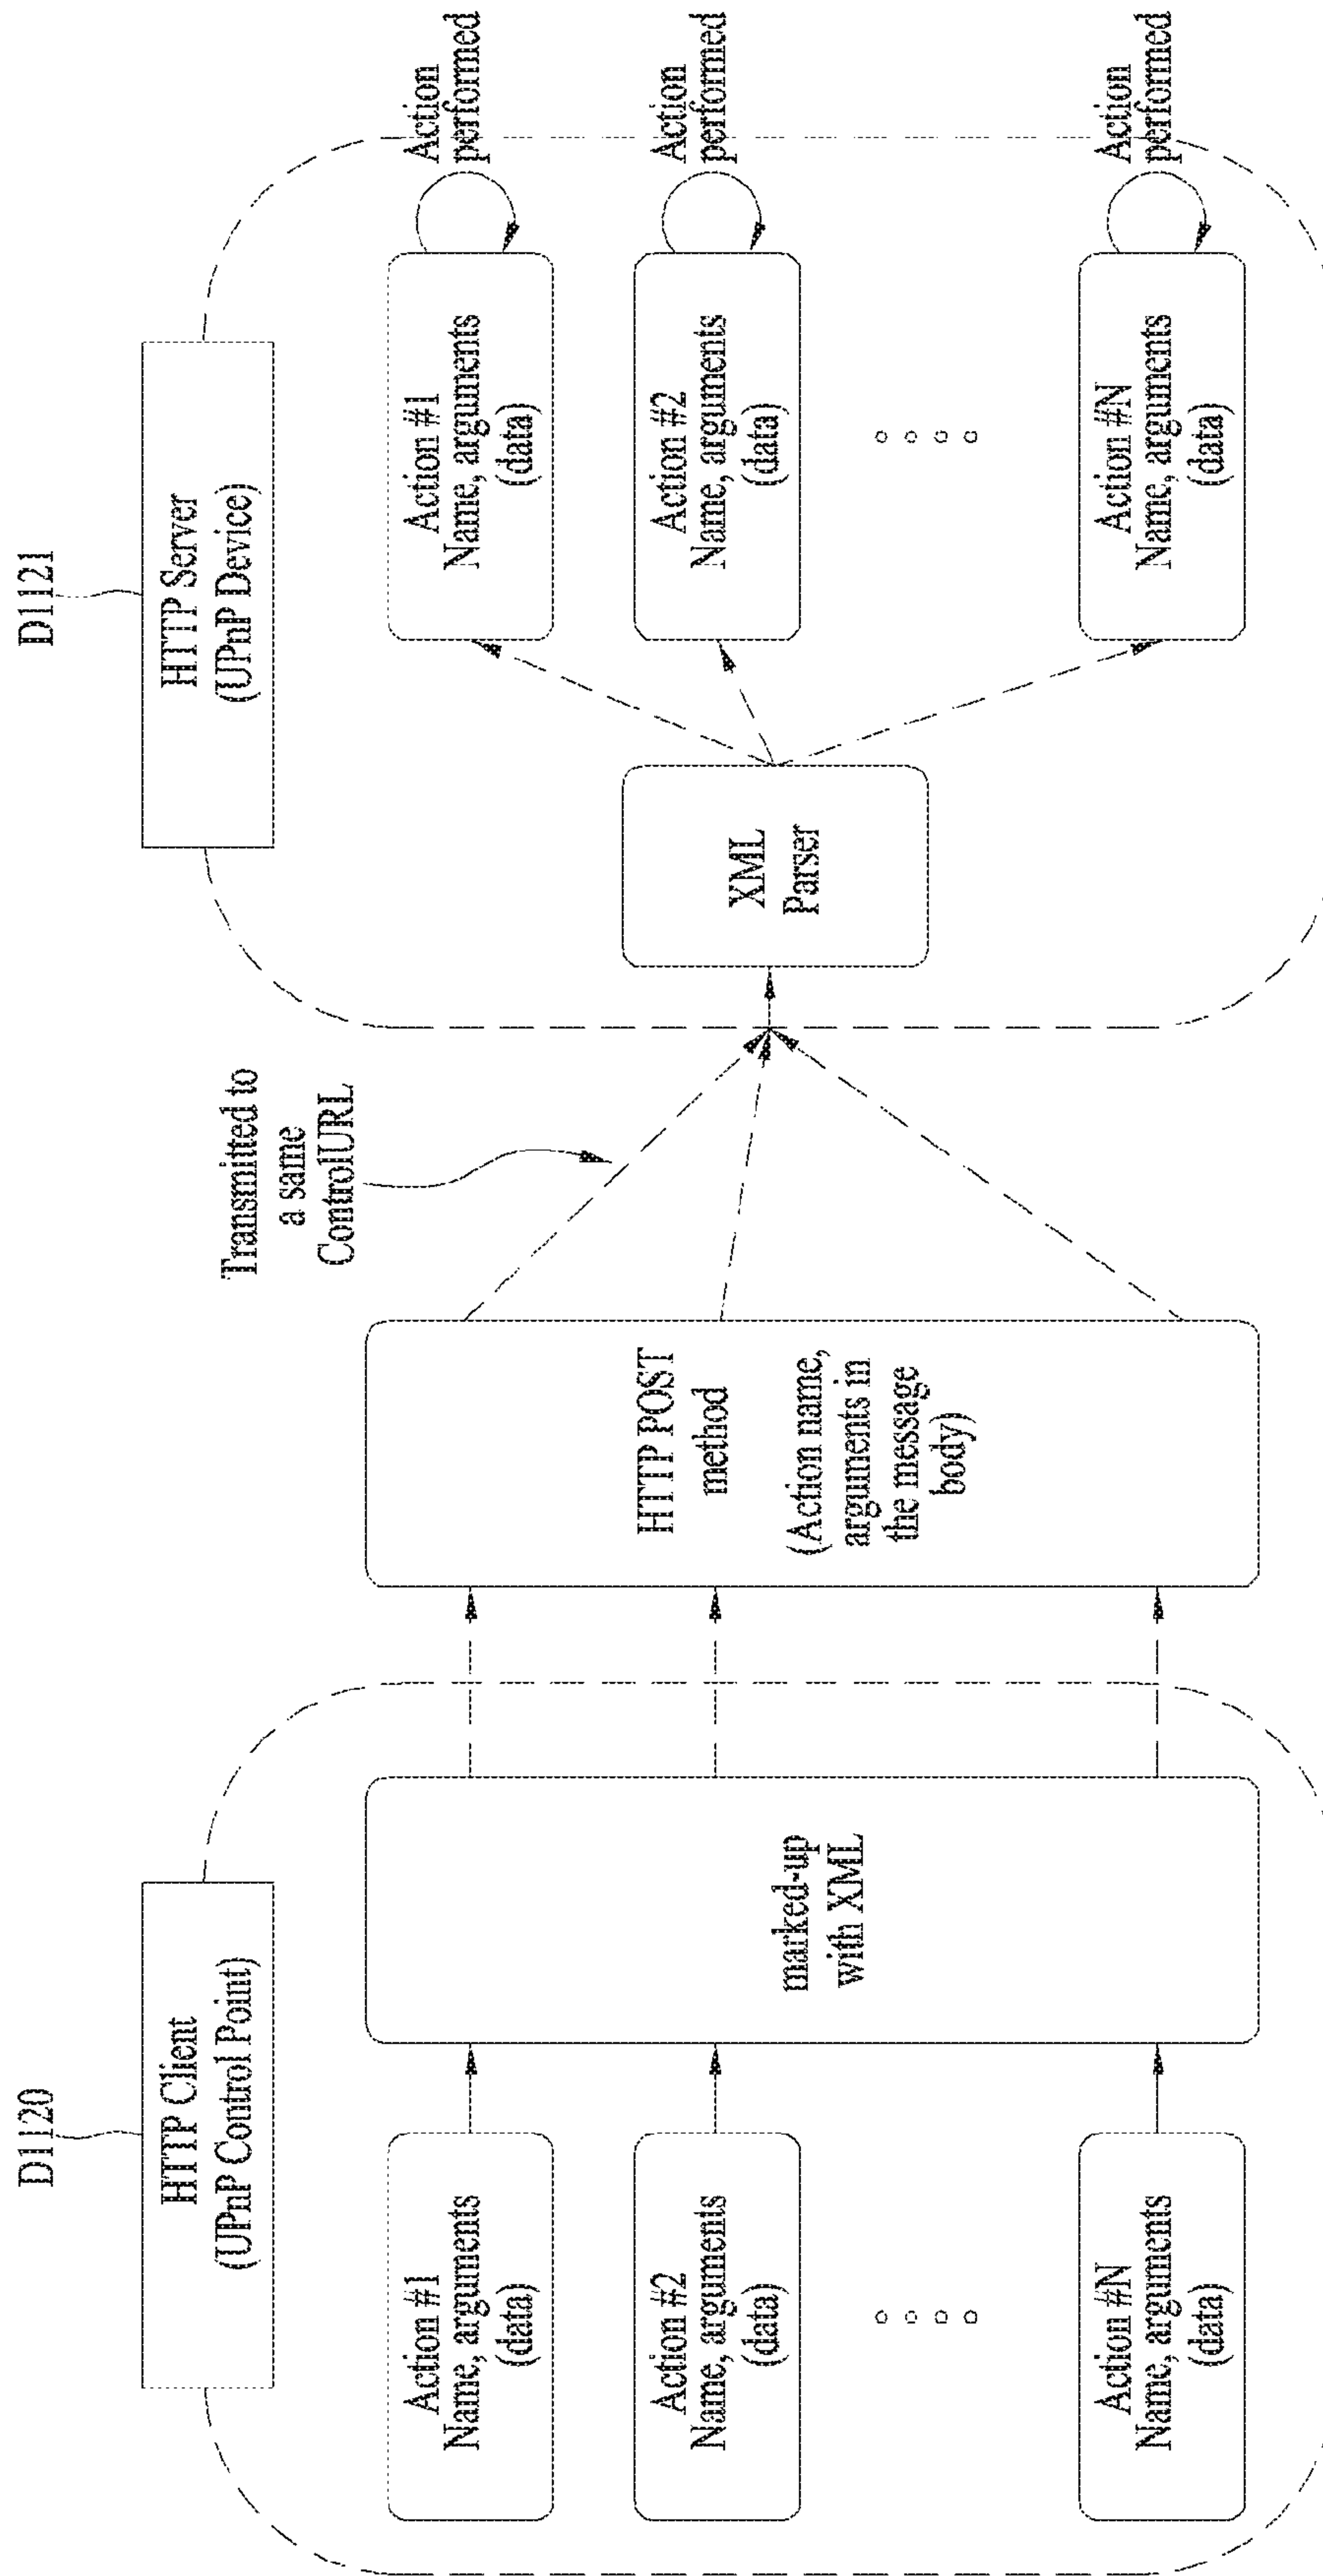 D1120
HTTP Client
(UPnP Control Point)
Action #1
Name, arguments
(data)
Action #2
Name, arguments
(data)
Action #N
Name, arguments
(data)
marked-up
with XML
HTTP POST
method
(Action name,
arguments in
the message
body)
Transmitted to
a same
ControlURL
D1121
HTTP Server
(UPnP Device)
XML
Parser
Action #1
Name, arguments
(data)
Action #2
Name, arguments
(data)
Action #N
Name, arguments
(data)
Action
performed
Action
performed
Action
performed